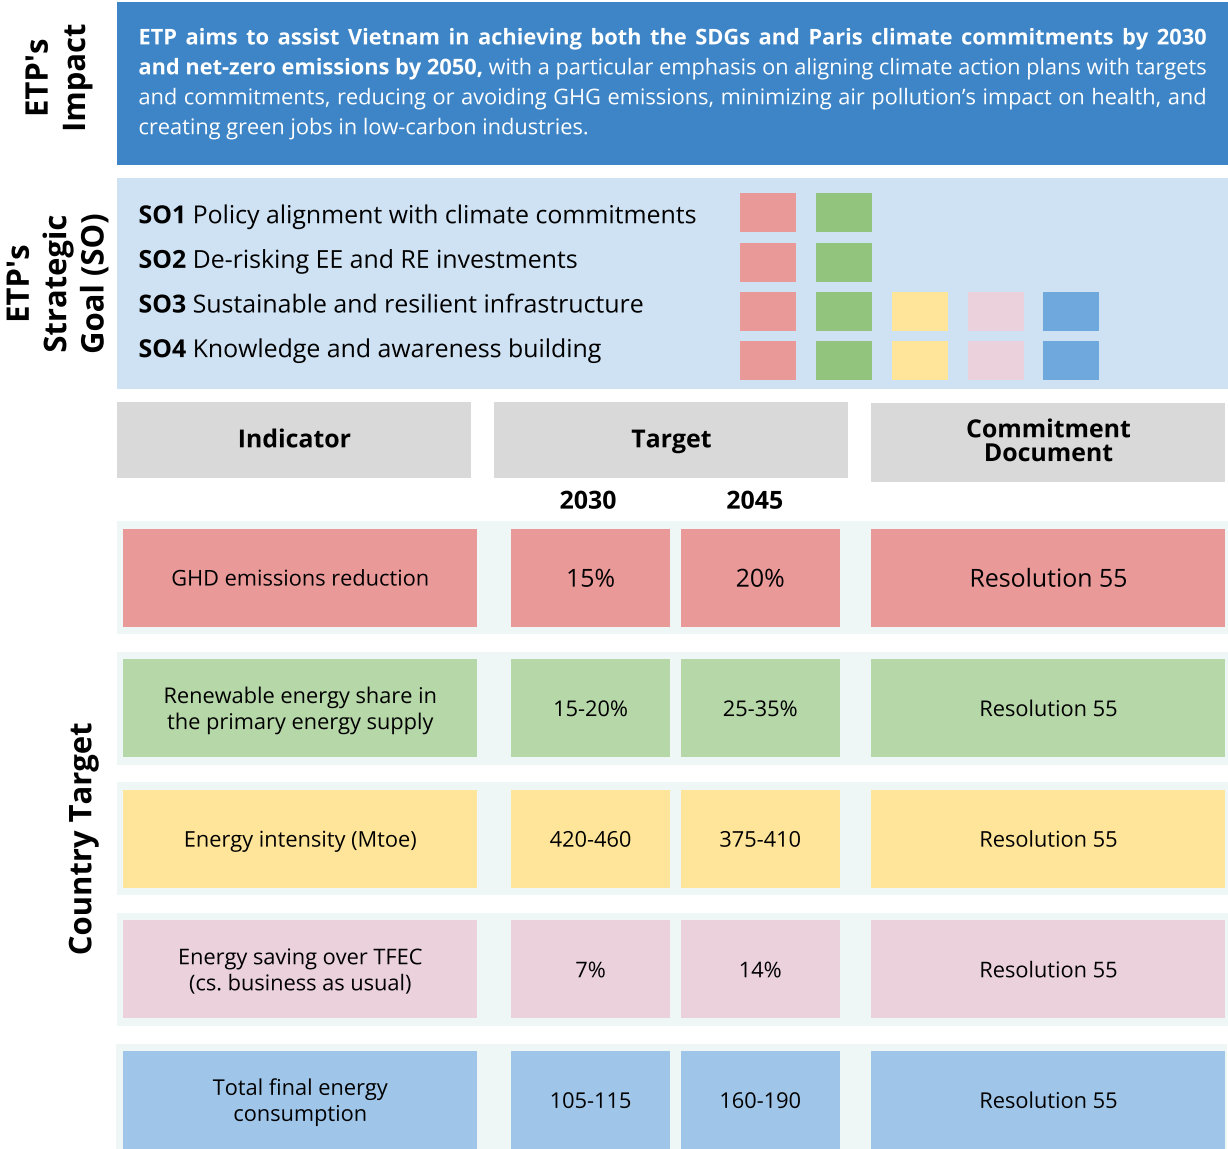 ETP's
Impact
ETP aims to assist Vietnam in achieving both the SDGs and Paris climate commitments by 2030
and net-zero emissions by 2050, with a particular emphasis on aligning climate action plans with targets
and commitments, reducing or avoiding GHG emissions, minimizing air pollution’s impact on health, and
creating green jobs in low-carbon industries.
ETP's
Strategic
Goal (SO)
SO1 Policy alignment with climate commitments
SO2 De-risking EE and RE investments
SO3 Sustainable and resilient infrastructure
SO4 Knowledge and awareness building
Indicator
Target
Commitment
Document
2030
2045
Country Target
GHD emissions reduction
15%
20%
Resolution 55
Renewable energy share in
the primary energy supply
15-20%
25-35%
Resolution 55
Energy intensity (Mtoe)
420-460
375-410
Resolution 55
Energy saving over TFEC
(cs. business as usual)
7%
14%
Resolution 55
Total final energy
consumption
105-115
160-190
Resolution 55